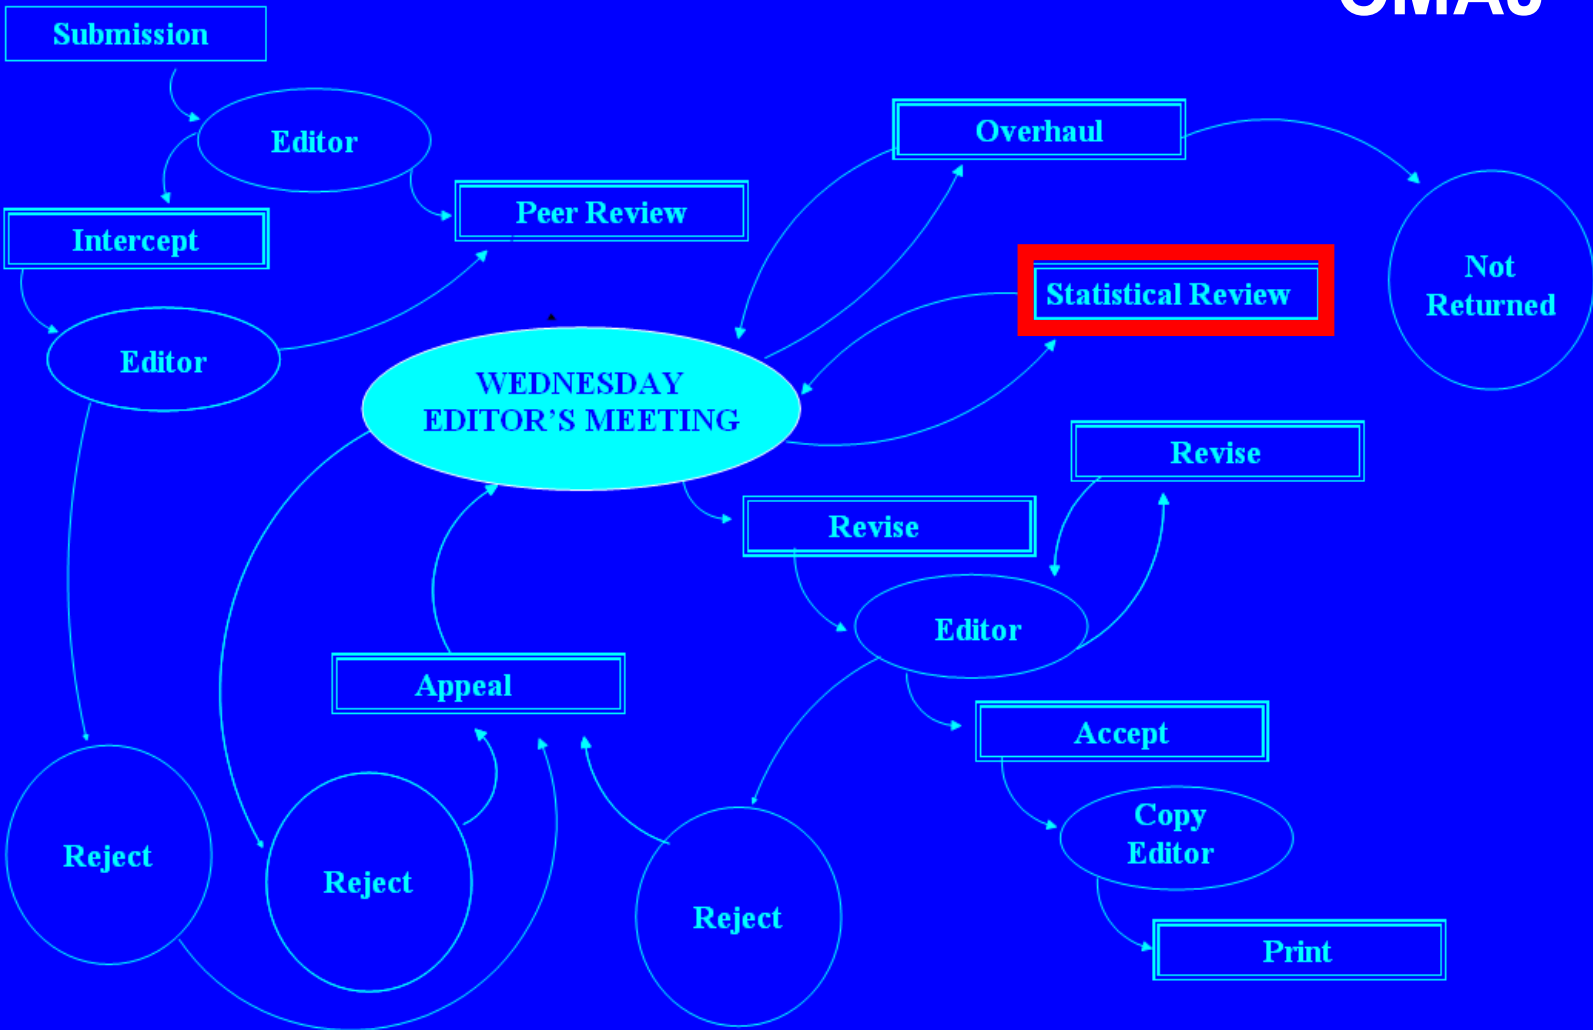 CMAJ
Submission
Editor
Overhaul
Peer Review
Intercept
Not
Returned
Statistical Review
Editor
WEDNESDAY
EDITOR’S MEETING
Revise
Revise
Editor
Appeal
Accept
Copy
Editor
Reject
Reject
Reject
Print